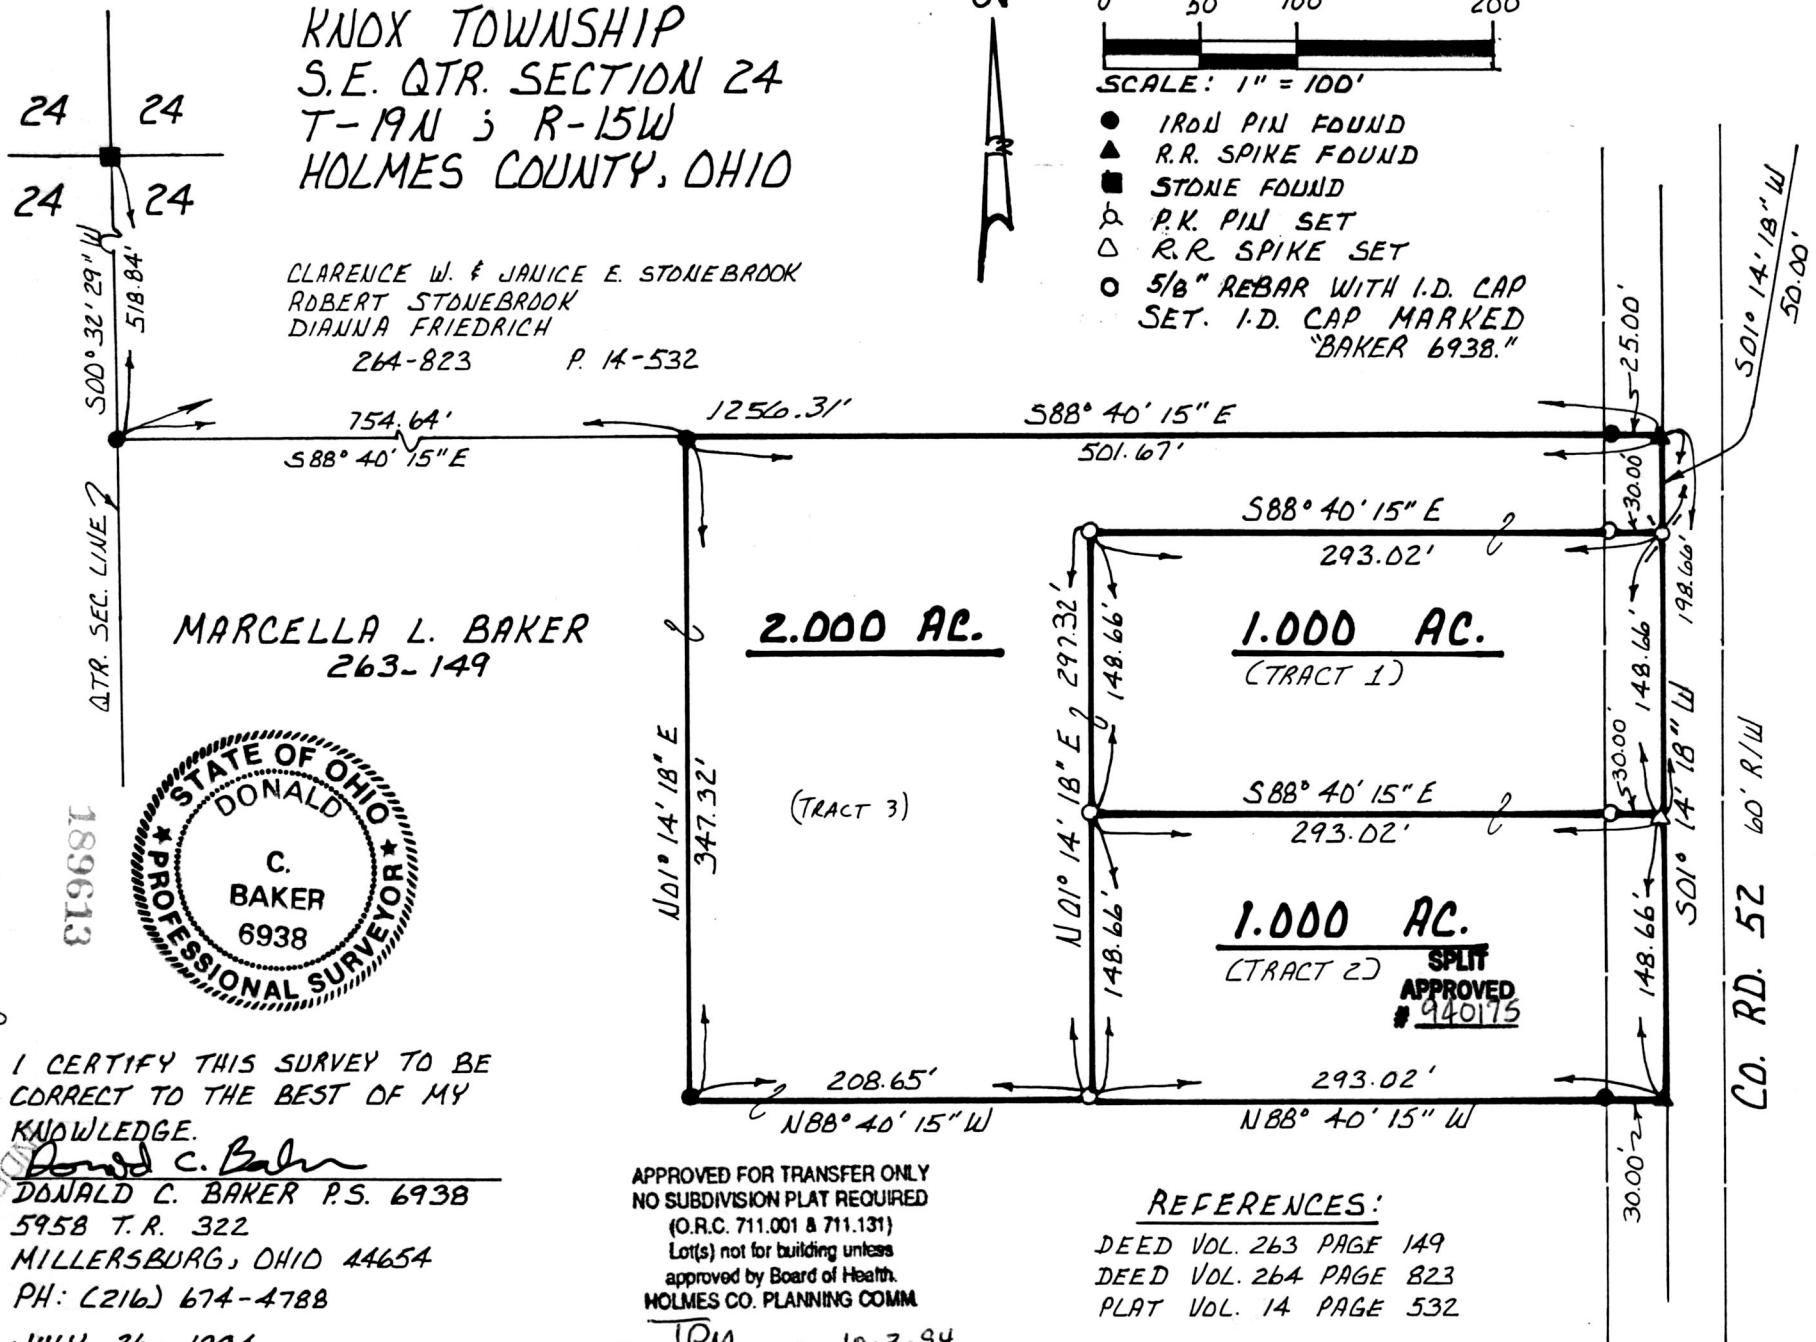 KNOX TOWNSHIP
S.E. QTR. SECTION 24
T-19N ; R-15W
HOLMES COUNTY, OHIO
24 24
24 24
0 50 100 200
SCALE: 1" = 100'
IRON PIN FOUND
R.R. SPIKE FOUND
STONE FOUND
P.K. PIN SET
R.R. SPIKE SET
5/8" REBAR WITH I.D. CAP
SET. I.D. CAP MARKED
"BAKER 6938."
CLARENCE W. & JANICE E. STONEBROOK
ROBERT STONEBROOK
DIANNA FRIEDRICH
264-823 P. 14-532
S00° 32' 29" W
518.84'
S01° 14' 18" W
50.00'
25.00'
754.64'
S88° 40' 15" E
1256.31'
S88° 40' 15" E
501.67'
30.00'
198.66'
S88° 40' 15" E
293.02'
QTR. SEC. LINE
MARCELLA L. BAKER
263-149
2.000 AC.
(TRACT 3)
N01° 14' 18" E
347.32'
N 01° 14' 18" E 297.32'
148.66'
1.000 AC.
(TRACT 1)
148.66'
30.00'
S01° 14' 18" W
S88° 40' 15" E
293.02'
148.66'
1.000 AC.
(TRACT 2)
SPLIT
APPROVED
# 940175
148.66'
CO. RD. 52 60' R/W
208.65'
N88° 40' 15" W
293.02'
N88° 40' 15" W
30.00'
STATE OF OHIO
DONALD
C.
BAKER
6938
PROFESSIONAL SURVEYOR
189613
I CERTIFY THIS SURVEY TO BE
CORRECT TO THE BEST OF MY
KNOWLEDGE.
Donald C. Baker
DONALD C. BAKER P.S. 6938
5958 T.R. 322
MILLERSBURG, OHIO 44654
PH: (216) 674-4788
APPROVED FOR TRANSFER ONLY
NO SUBDIVISION PLAT REQUIRED
(O.R.C. 711.001 & 711.131)
Lot(s) not for building unless
approved by Board of Health.
HOLMES CO. PLANNING COMM.
REFERENCES:
DEED VOL. 263 PAGE 149
DEED VOL. 264 PAGE 823
PLAT VOL. 14 PAGE 532